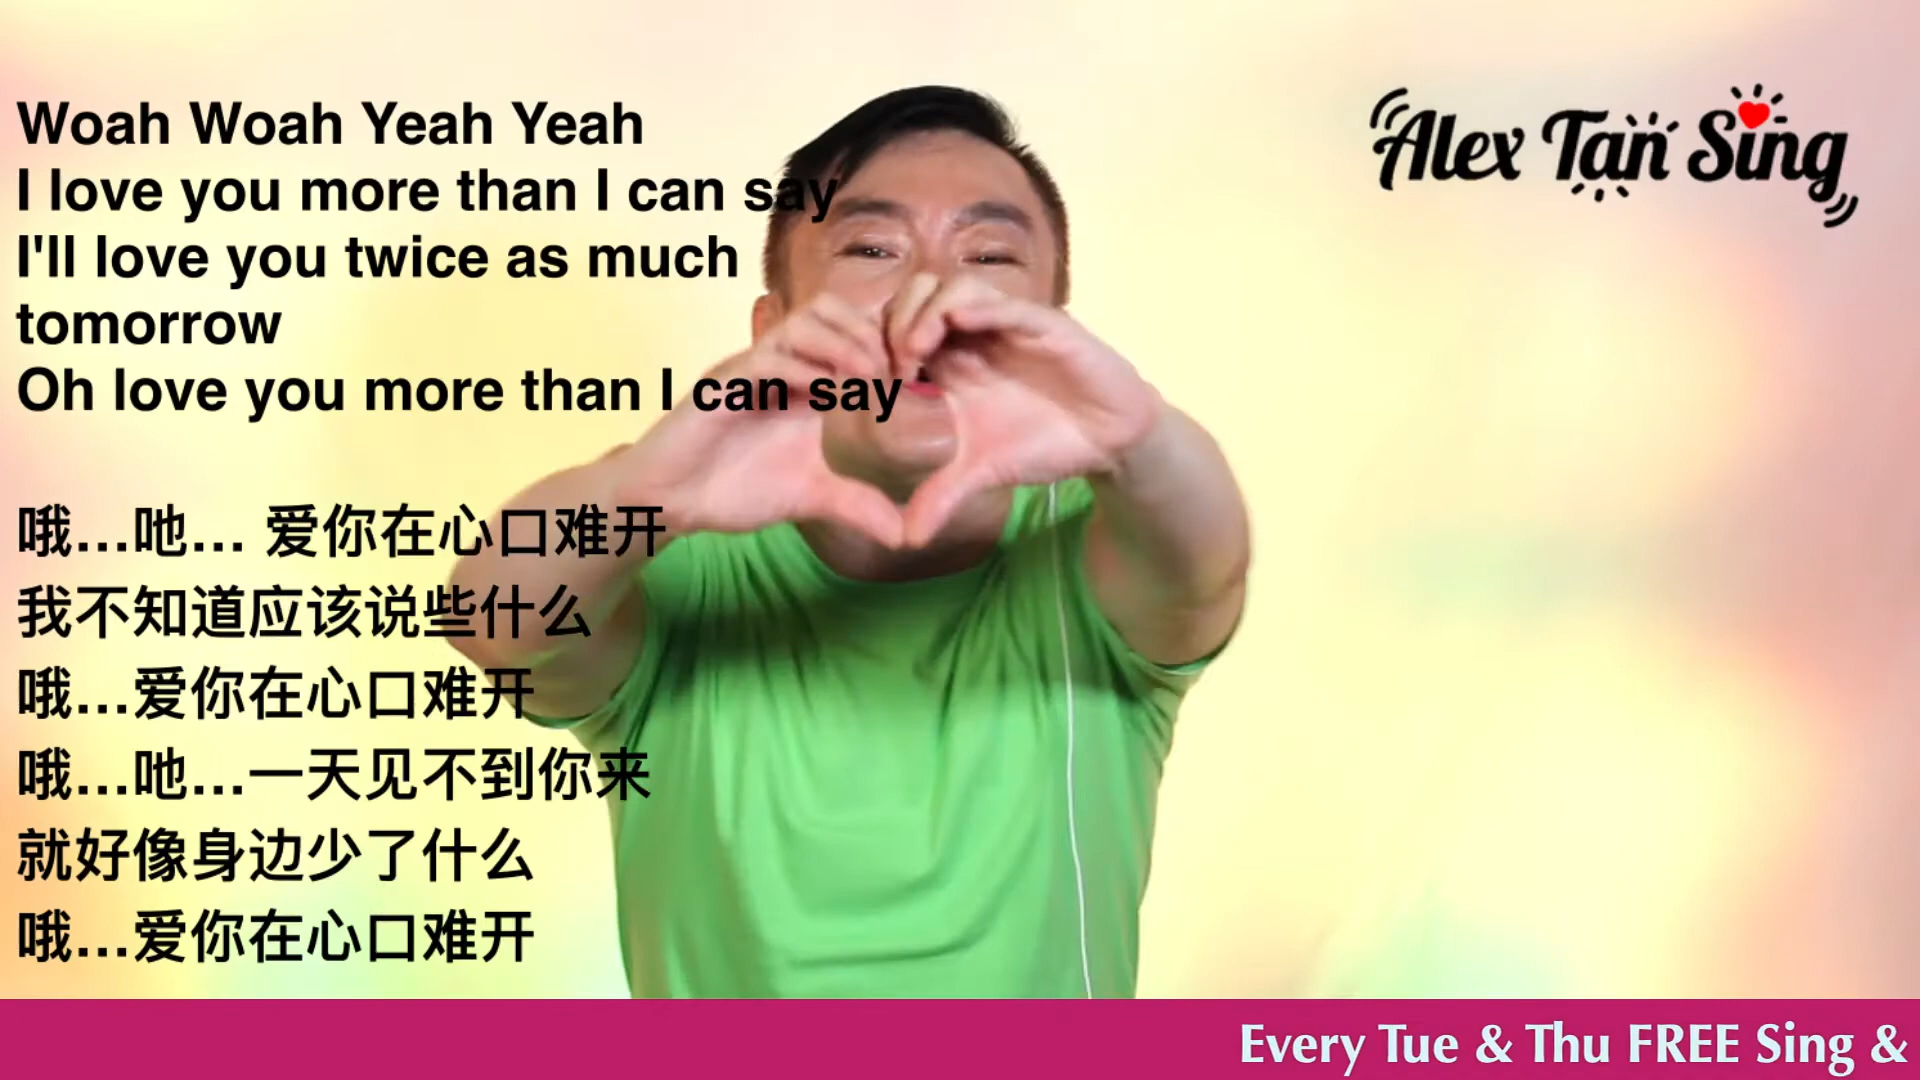 Woah Woah Yeah Yeah
I love you more than I can say
I'll love you twice as much
tomorrow
Oh love you more than I can say
哦...吔... 爱你在心口难开
我不知道应该说些什么
哦...爱你在心口难开
哦...吔...一天见不到你来
就好像身边少了什么
哦...爱你在心口难开
Alex Tan Sing
Every Tue & Thu FREE Sing &